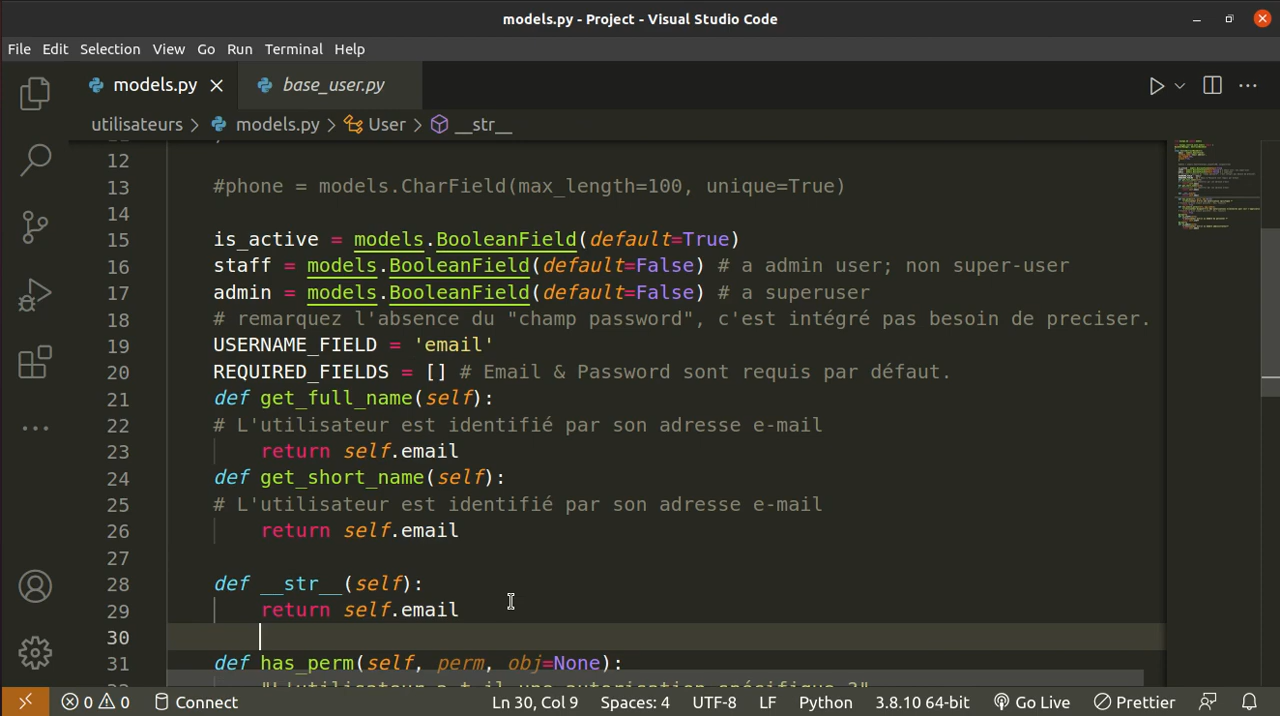 models.py - Project - Visual Studio Code
File Edit Selection View Go Run Terminal Help
models.py base_user.py
utilisateurs > models.py > User > __str__
12
13 #phone = models.CharField(max_length=100, unique=True)
14
15 is_active = models.BooleanField(default=True)
16 staff = models.BooleanField(default=False) # a admin user; non super-user
17 admin = models.BooleanField(default=False) # a superuser
18 # remarquez l'absence du "champ password", c'est intégré pas besoin de preciser.
19 USERNAME_FIELD = 'email'
20 REQUIRED_FIELDS = [] # Email & Password sont requis par défaut.
21 def get_full_name(self):
22 # L'utilisateur est identifié par son adresse e-mail
23 return self.email
24 def get_short_name(self):
25 # L'utilisateur est identifié par son adresse e-mail
26 return self.email
27
28 def __str__(self):
29 return self.email
30
31 def has_perm(self, perm, obj=None):
"L'utilisateur a-t-il une autorisation spécifique ?"
0 0 Connect Ln 30, Col 9 Spaces: 4 UTF-8 LF Python 3.8.10 64-bit Go Live Prettier